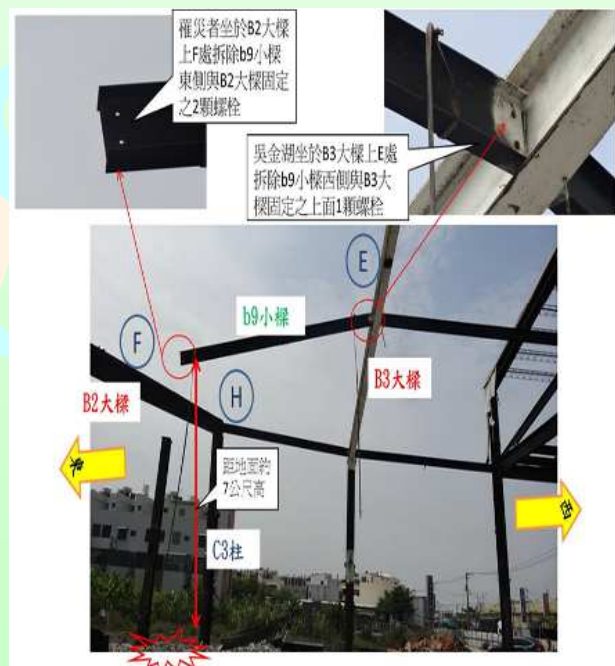 罹災者坐於B2大樑
上F處拆除b9小樑
東側與B2大樑固定
之2顆螺栓
吳金湖坐於B3大樑上E處
拆除b9小樑西側與B3大
樑固定之上面1顆螺栓
E
b9小樑
F
B3大樑
B2大樑
H
東
距地面約
7公尺高
西
C3柱